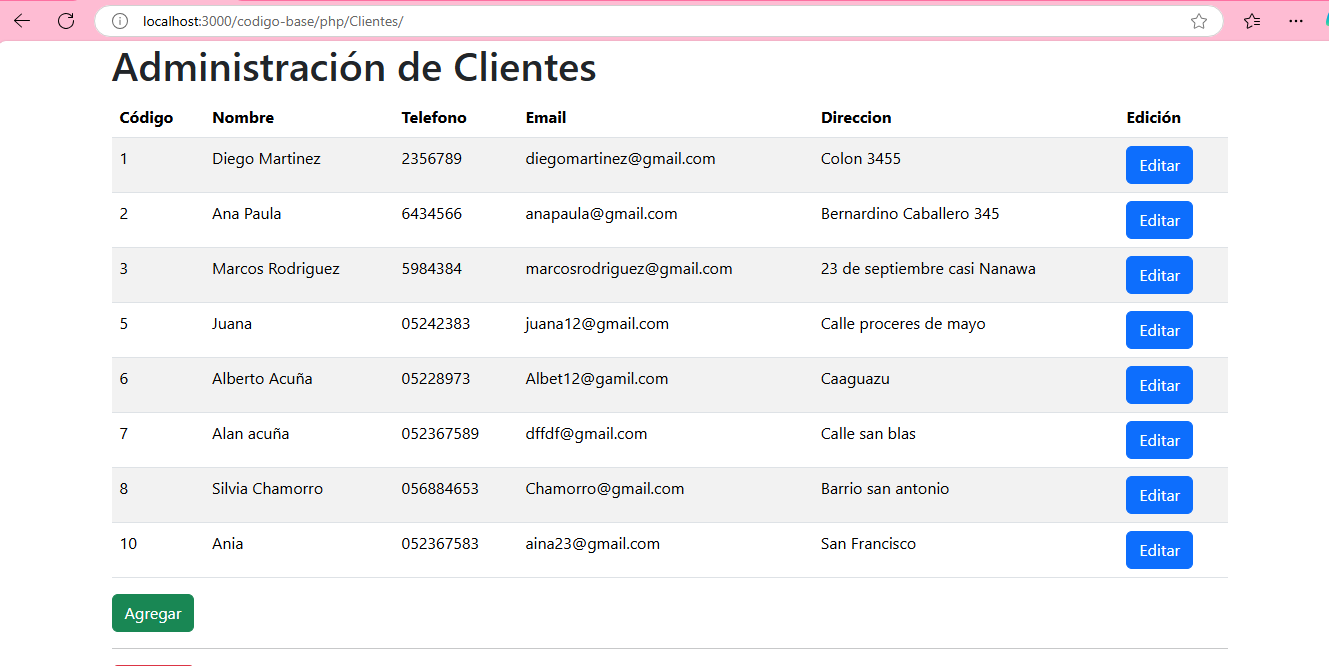 localhost:3000/codigo-base/php/Clientes/
Administración de Clientes
Código Nombre Telefono Email Direccion Edición
1 Diego Martinez 2356789 diegomartinez@gmail.com Colon 3455 Editar
2 Ana Paula 6434566 anapaula@gmail.com Bernardino Caballero 345 Editar
3 Marcos Rodriguez 5984384 marcosrodriguez@gmail.com 23 de septiembre casi Nanawa Editar
5 Juana 05242383 juana12@gmail.com Calle proceres de mayo Editar
6 Alberto Acuña 05228973 Albet12@gamil.com Caaguazu Editar
7 Alan acuña 052367589 dffdf@gmail.com Calle san blas Editar
8 Silvia Chamorro 056884653 Chamorro@gmail.com Barrio san antonio Editar
10 Ania 052367583 aina23@gmail.com San Francisco Editar
Agregar